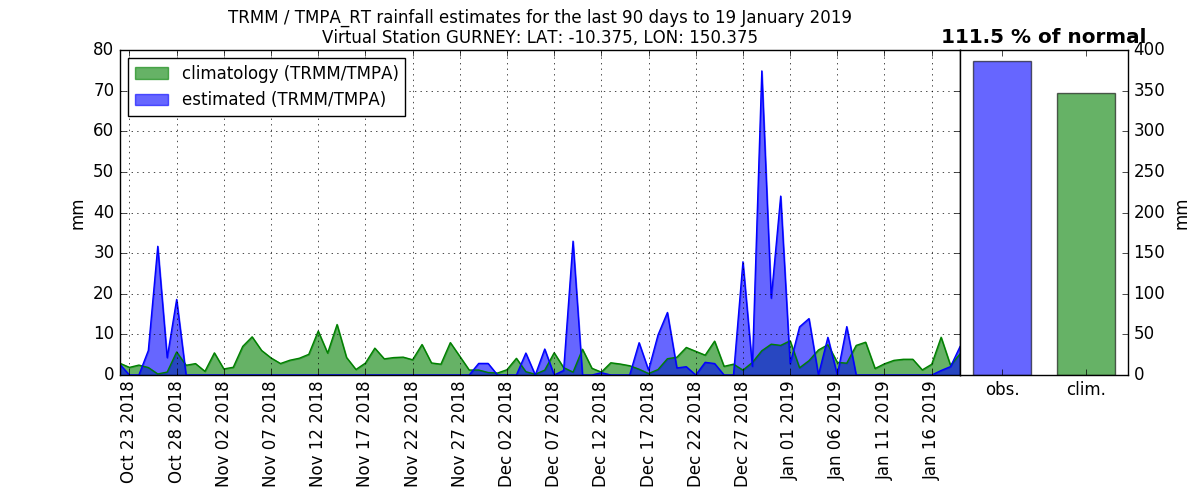 TRMM / TMPA_RT rainfall estimates for the last 90 days to 19 January 2019
Virtual Station GURNEY: LAT: -10.375, LON: 150.375
111.5 % of normal
climatology (TRMM/TMPA)
estimated (TRMM/TMPA)
mm
80
70
60
50
40
30
20
10
0
Oct 23 2018
Oct 28 2018
Nov 02 2018
Nov 07 2018
Nov 12 2018
Nov 17 2018
Nov 22 2018
Nov 27 2018
Dec 02 2018
Dec 07 2018
Dec 12 2018
Dec 17 2018
Dec 22 2018
Dec 27 2018
Jan 01 2019
Jan 06 2019
Jan 11 2019
Jan 16 2019
400
350
300
250
200
150
100
50
0
mm
obs.
clim.